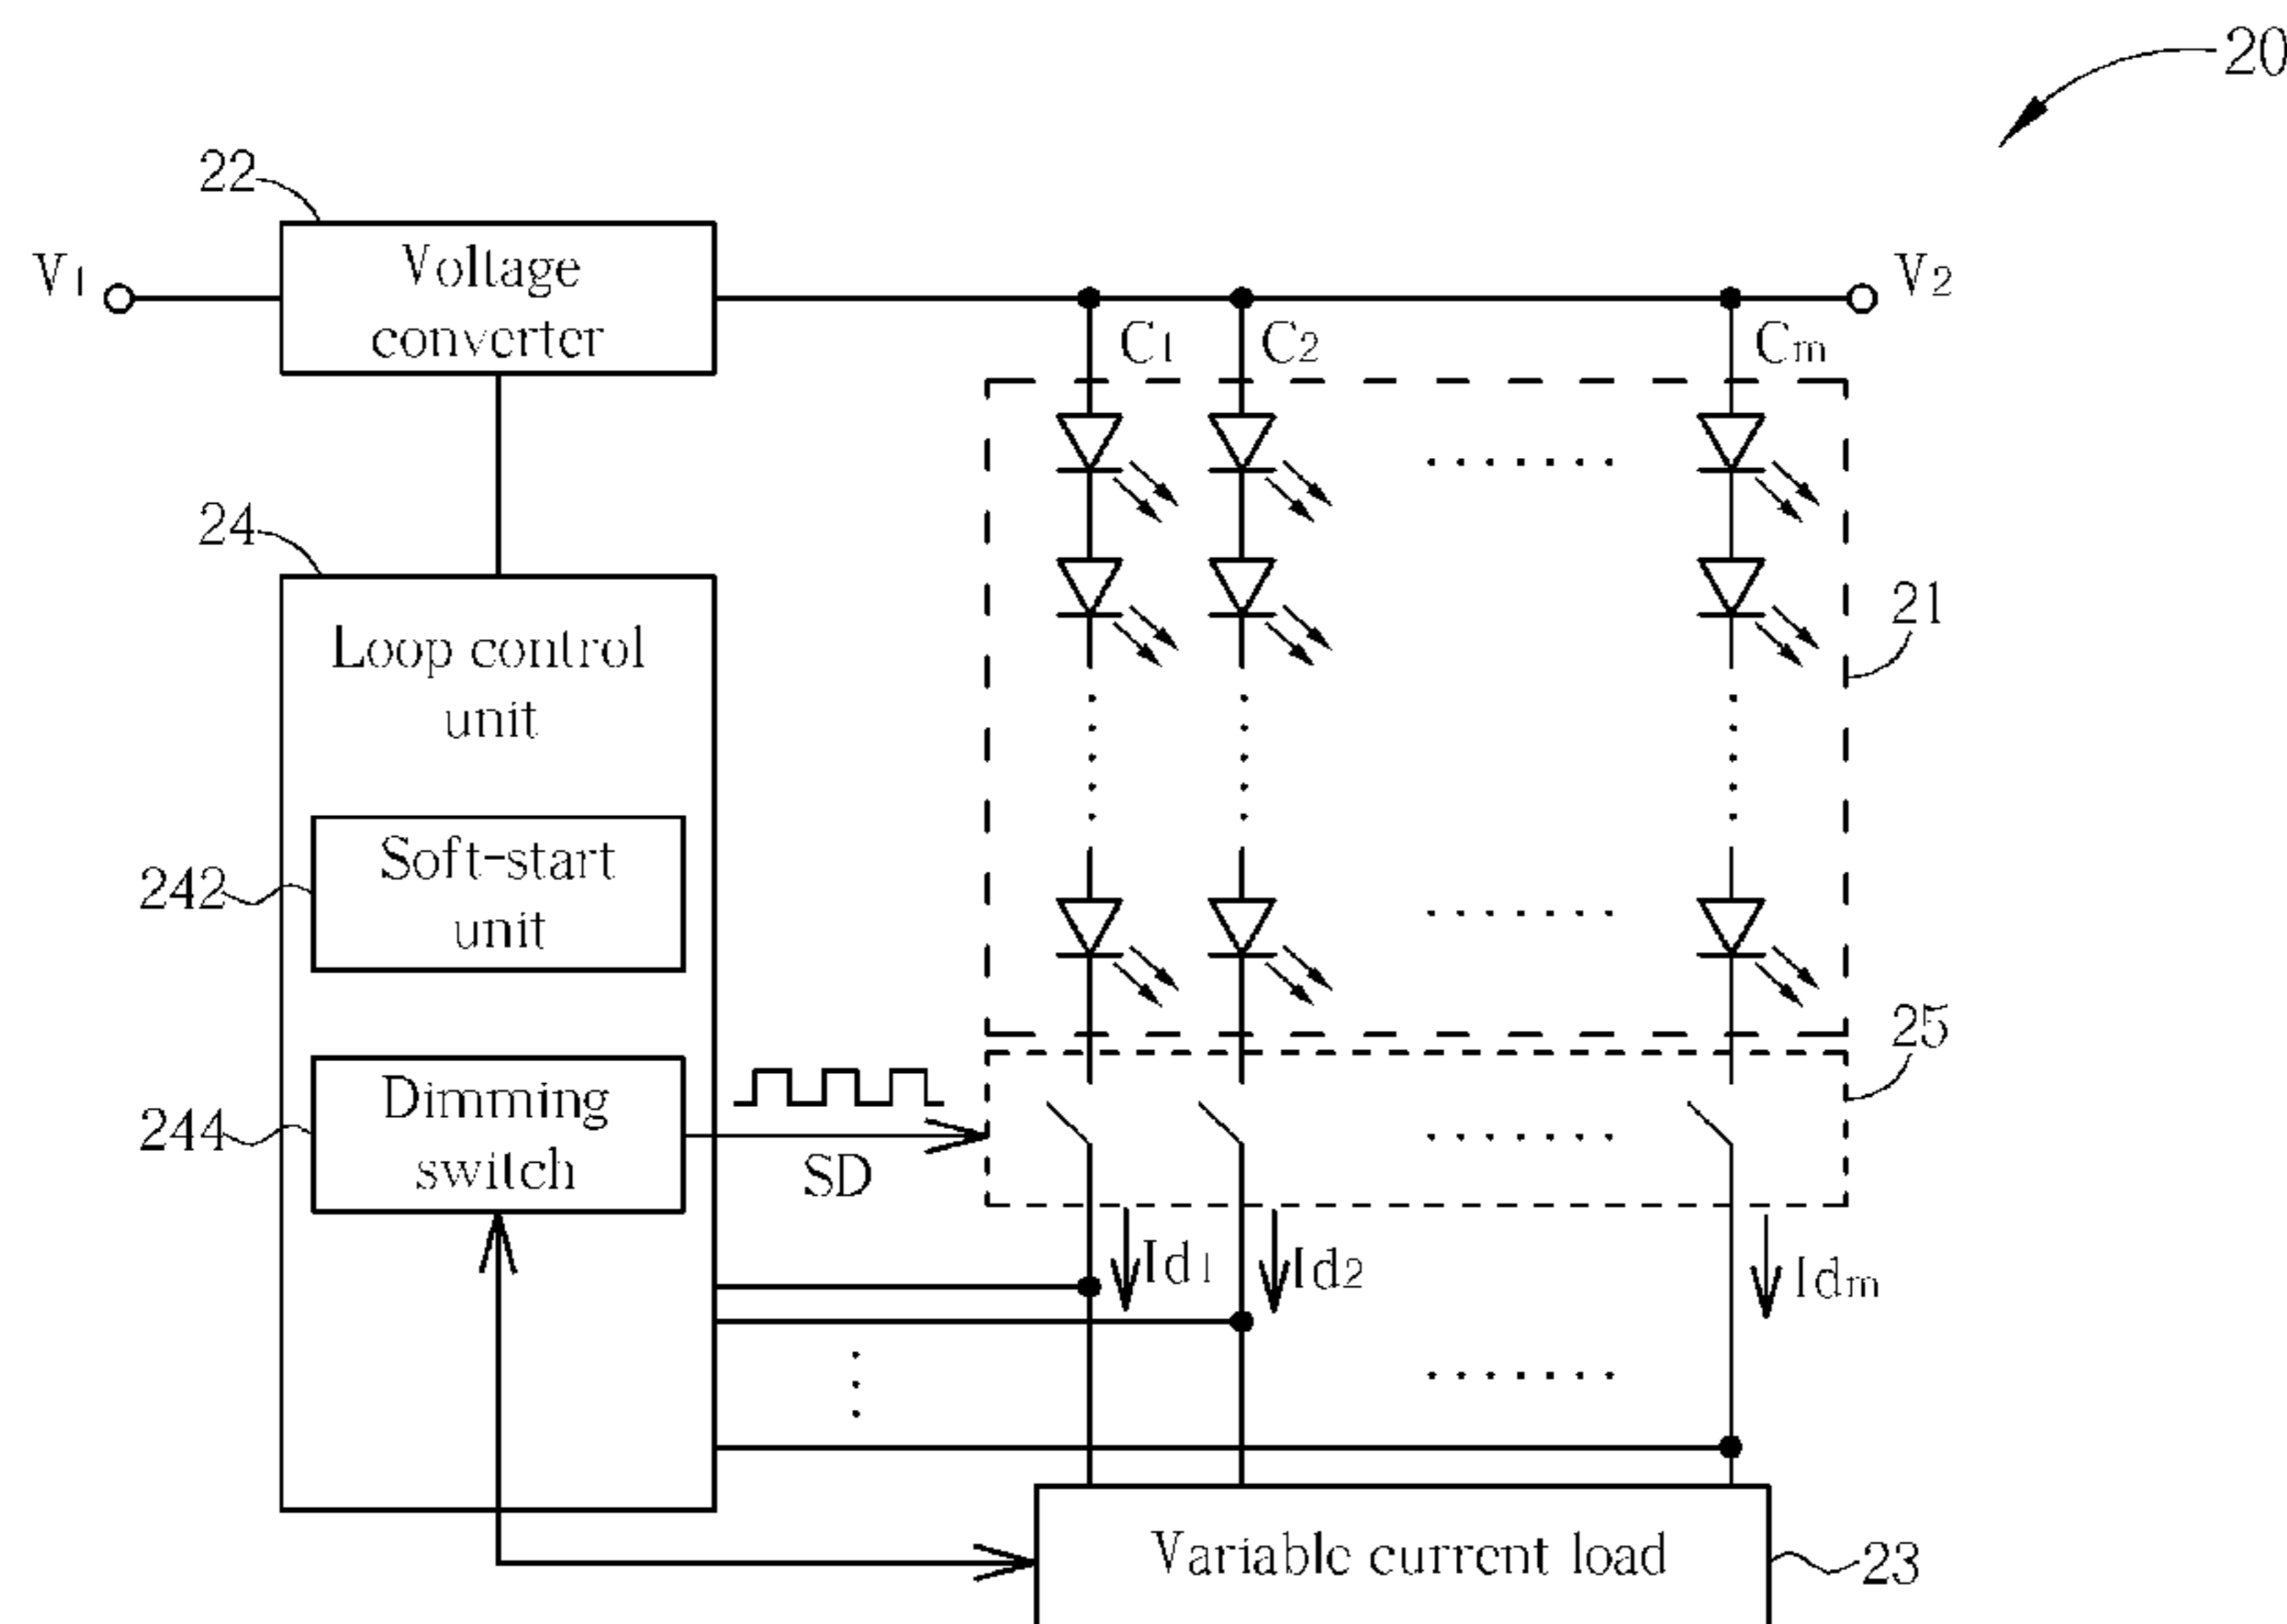 20
22
V1
Voltage
converter
V2
C1
C2
Cm
24
Loop control
unit
21
242
Soft-start
unit
25
244
Dimming
switch
SD
Id1
Id2
Idm
Variable current load
23